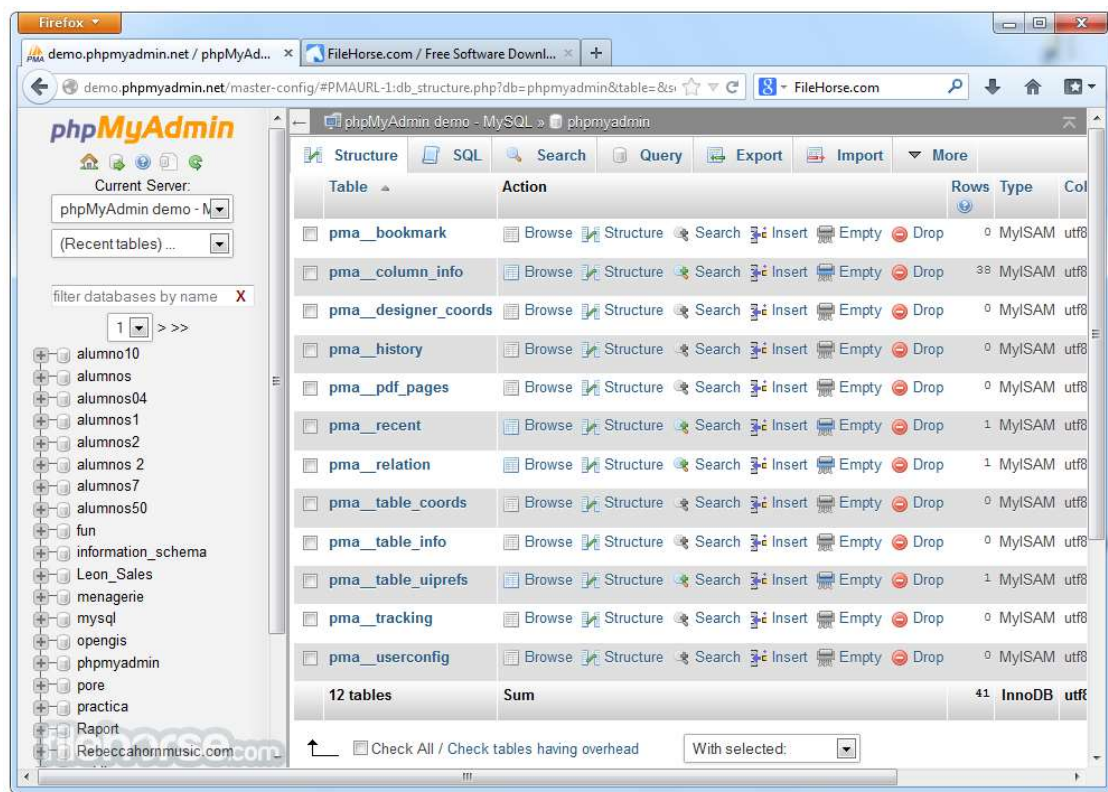 Firefox
demo.phpmyadmin.net / phpMyAd... × FileHorse.com / Free Software Downl... × +
demo.phpmyadmin.net/master-config/#PMAURL-1:db_structure.php?db=phpmyadmin&table=&s FileHorse.com
phpMyAdmin
Current Server:
phpMyAdmin demo - M
(Recent tables) ...
filter databases by name X
1 > >>
alumno10
alumnos
alumnos04
alumnos1
alumnos2
alumnos 2
alumnos7
alumnos50
fun
information_schema
Leon_Sales
menagerie
mysql
opengis
phpmyadmin
pore
practica
Raport
Rebeccahornmusic.com
filehorse.com
phpMyAdmin demo - MySQL » phpmyadmin
Structure SQL Search Query Export Import More
Table Action Rows Type Col
pma__bookmark Browse Structure Search Insert Empty Drop 0 MyISAM utf8
pma__column_info Browse Structure Search Insert Empty Drop 38 MyISAM utf8
pma__designer_coords Browse Structure Search Insert Empty Drop 0 MyISAM utf8
pma__history Browse Structure Search Insert Empty Drop 0 MyISAM utf8
pma__pdf_pages Browse Structure Search Insert Empty Drop 0 MyISAM utf8
pma__recent Browse Structure Search Insert Empty Drop 1 MyISAM utf8
pma__relation Browse Structure Search Insert Empty Drop 1 MyISAM utf8
pma__table_coords Browse Structure Search Insert Empty Drop 0 MyISAM utf8
pma__table_info Browse Structure Search Insert Empty Drop 0 MyISAM utf8
pma__table_uiprefs Browse Structure Search Insert Empty Drop 1 MyISAM utf8
pma__tracking Browse Structure Search Insert Empty Drop 0 MyISAM utf8
pma__userconfig Browse Structure Search Insert Empty Drop 0 MyISAM utf8
12 tables Sum 41 InnoDB utf8
Check All / Check tables having overhead With selected: